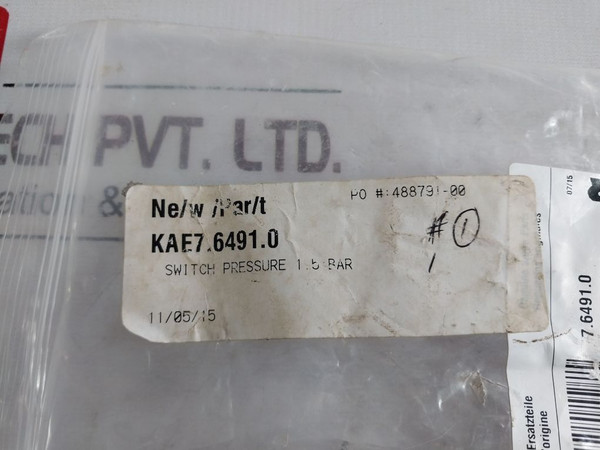 ECH PVT. LTD.
ation &
Ne/w /Par/t
PO #:488791-00
KAE7.6491.0
# 1
1
SWITCH PRESSURE 1.5 BAR
11/05/15
07/15
7.6491.0
Ersatzteile
'origine